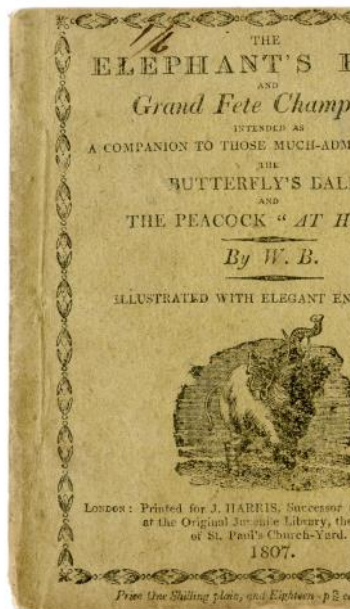 1/6
THE
ELEPHANT'S
AND
Grand Fete Champ
INTENDED AS
A COMPANION TO THOSE MUCH-ADM
THE
BUTTERFLY'S BAL
AND
THE PEACOCK "AT H
By W. B.
ILLUSTRATED WITH ELEGANT EN
LONDON: Printed for J. HARRIS, Successor
at the Original Juvenile Library, the
of St. Paul's Church-Yard.
1807.
Price One Shilling plain, and Eighteen-p